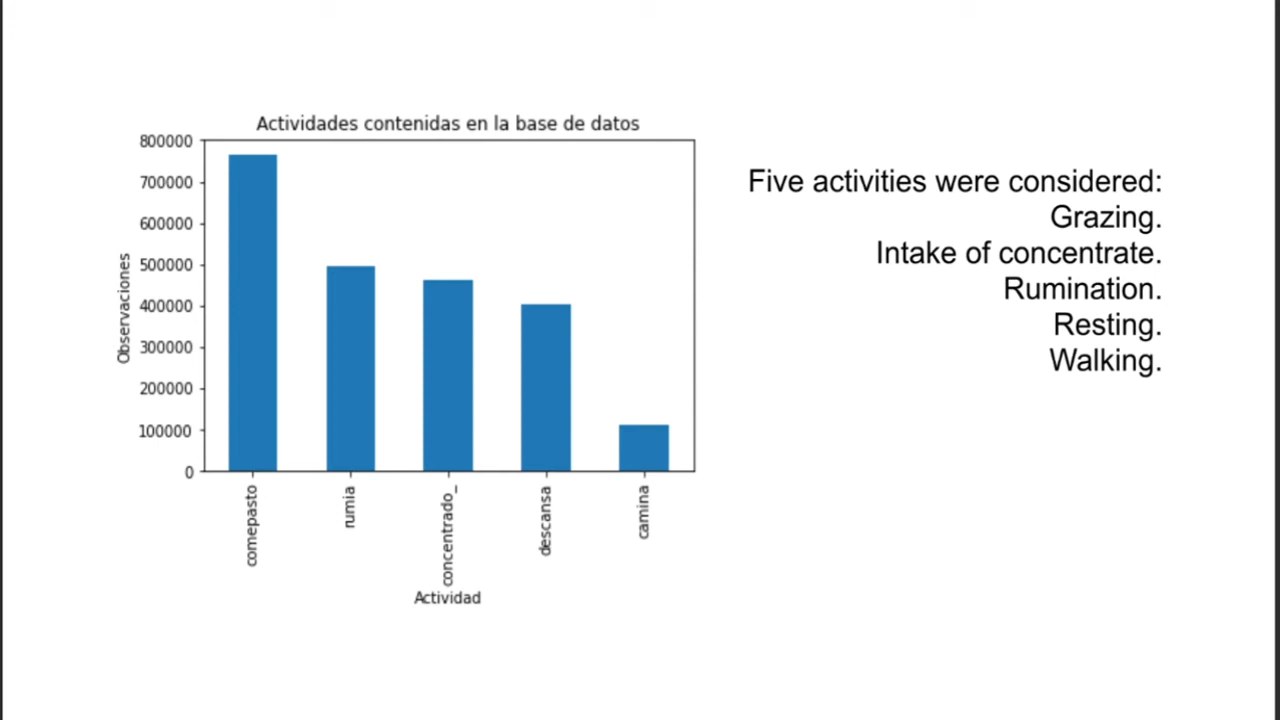 Actividades contenidas en la base de datos
800000
700000
600000
500000
400000
300000
200000
100000
0
Observaciones
comepasto
rumia
concentrado_
descansa
camina
Actividad
Five activities were considered:
Grazing.
Intake of concentrate.
Rumination.
Resting.
Walking.